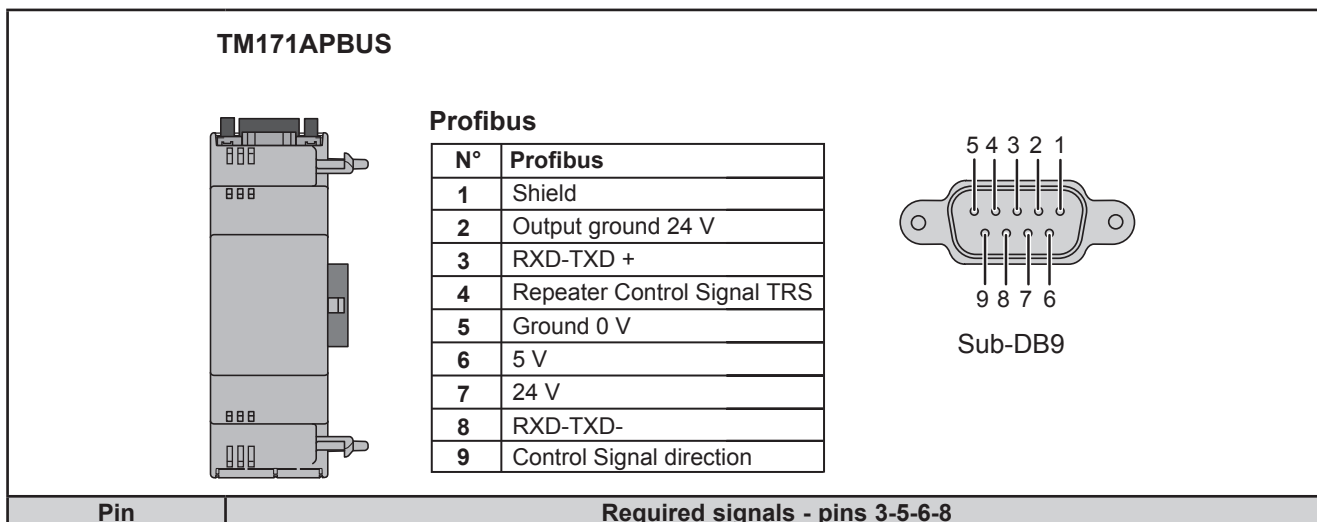 TM171APBUS
Profibus
N° Profibus
1 Shield
2 Output ground 24 V
3 RXD-TXD +
4 Repeater Control Signal TRS
5 Ground 0 V
6 5 V
7 24 V
8 RXD-TXD-
9 Control Signal direction
5 4 3 2 1
9 8 7 6
Sub-DB9
Pin Required signals - pins 3-5-6-8